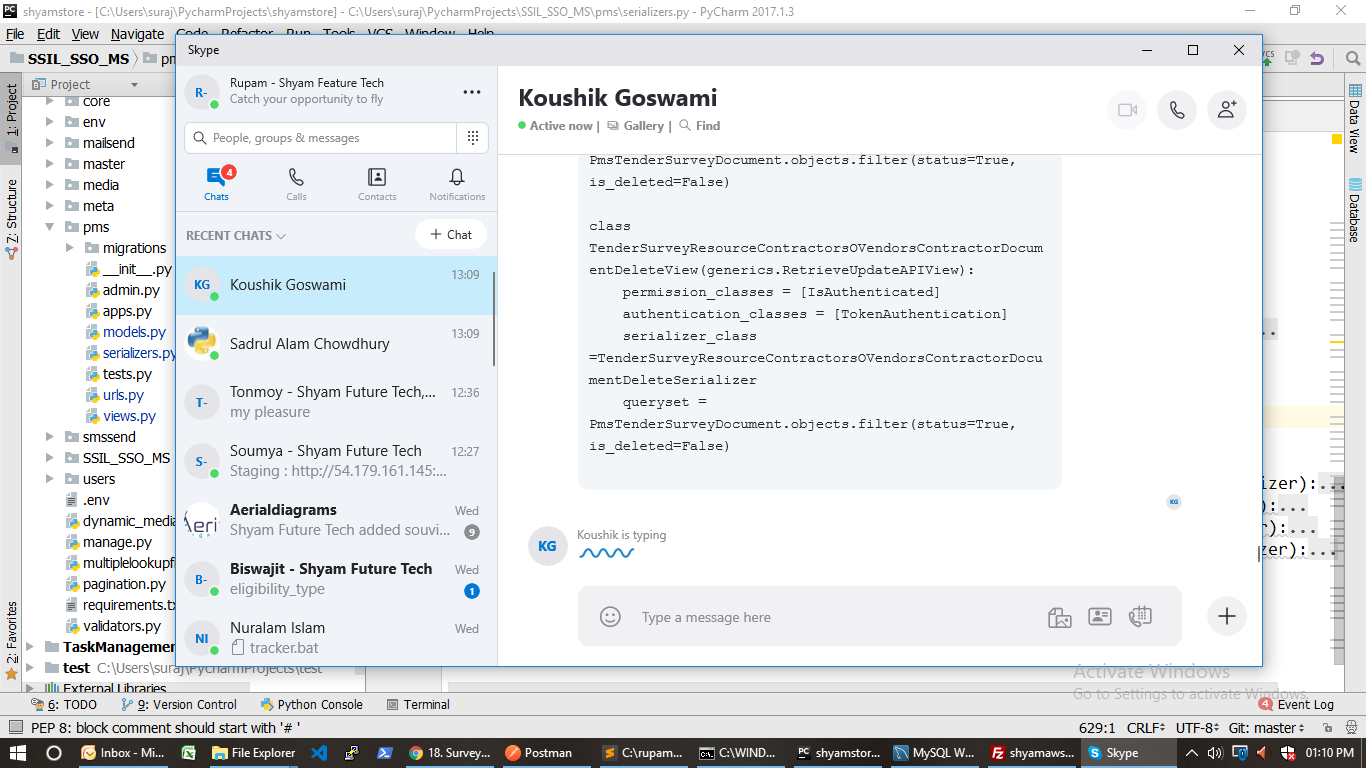 shyamstore - [C:\Users\suraj\PycharmProjects\shyamstore] - C:\Users\suraj\PycharmProjects\SSIL_SSO_MS\pms\serializers.py - PyCharm 2017.1.3
File Edit View Navigate Code Refactor Run Tools VCS Window Help
SSIL_SSO_MS
Project
1: Project
Z: Structure
2: Favorites
core
env
mailsend
master
media
meta
pms
migrations
__init__.py
admin.py
apps.py
models.py
serializers.py
tests.py
urls.py
views.py
smssend
SSIL_SSO_MS
users
.env
dynamic_media
manage.py
multiplelookupf
pagination.py
requirements.tx
validators.py
TaskManagemen
test C:\Users\suraj\PycharmProjects\test
External Libraries
Skype
R-
Rupam - Shyam Feature Tech
Catch your opportunity to fly
People, groups & messages
4
Chats Calls Contacts Notifications
RECENT CHATS
+ Chat
KG Koushik Goswami 13:09
Sadrul Alam Chowdhury 13:09
T- Tonmoy - Shyam Future Tech,... 12:36
my pleasure
S- Soumya - Shyam Future Tech 12:27
Staging : http://54.179.161.145:...
Aerialdiagrams Wed
Shyam Future Tech added souvi... 9
B- Biswajit - Shyam Future Tech Wed
eligibility_type 1
NI Nuralam Islam Wed
tracker.bat
Koushik Goswami
Active now | Gallery | Find
PmsTenderSurveyDocument.objects.filter(status=True,
is_deleted=False)
class
TenderSurveyResourceContractorsOVendorsContractorDocum
entDeleteView(generics.RetrieveUpdateAPIView):
permission_classes = [IsAuthenticated]
authentication_classes = [TokenAuthentication]
serializer_class
=TenderSurveyResourceContractorsOVendorsContractorDocu
mentDeleteSerializer
queryset =
PmsTenderSurveyDocument.objects.filter(status=True,
is_deleted=False)
KG
KG
Koushik is typing
Type a message here
Data View
Database
izer):...
):...
r):...
zer):...
Activate Windows
Go to Settings to activate Windows.
6: TODO 9: Version Control Python Console Terminal 4 Event Log
PEP 8: block comment should start with '# ' 629:1 CRLF÷ UTF-8÷ Git: master÷
Inbox - Mi... File Explorer 18. Survey... Postman C:\rupam... C:\WIND... shyamstor... MySQL W... shyamaws... Skype 01:10 PM